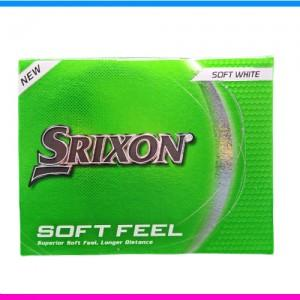 NEW
SOFT WHITE
SRIXON
SOFT FEEL
Superior Soft Feel, Longer Distance